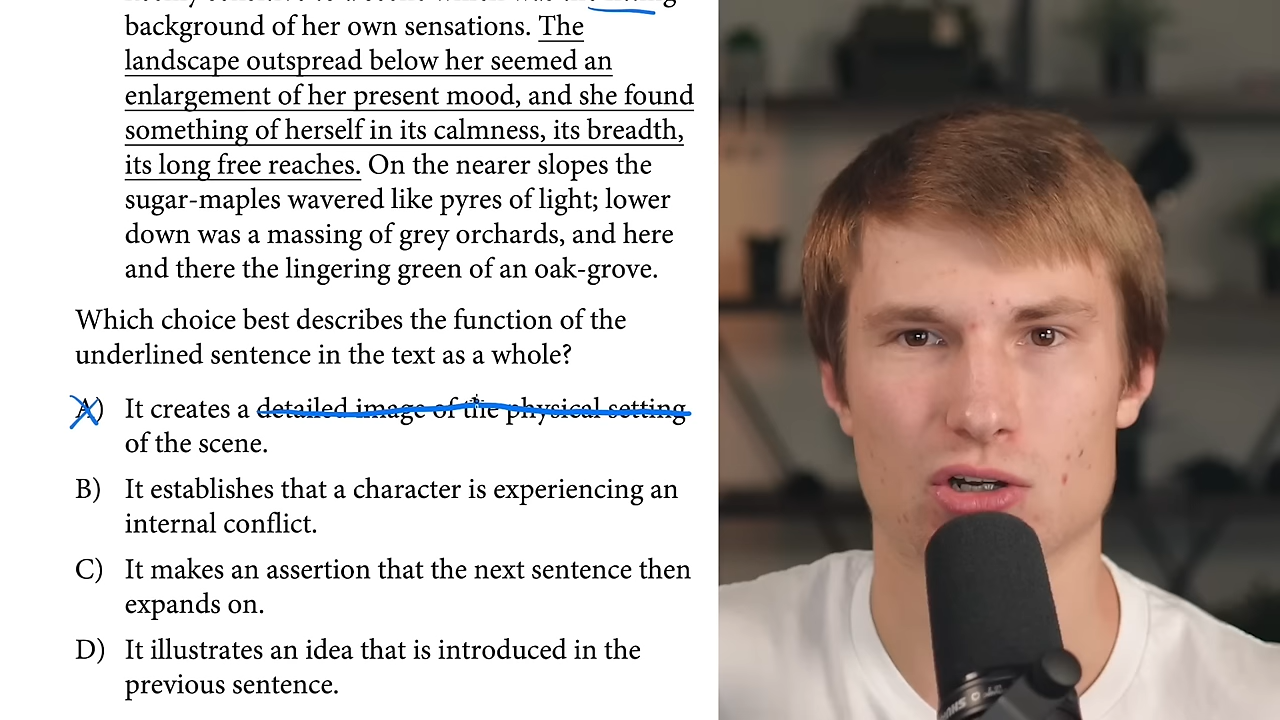 background of her own sensations. The
landscape outspread below her seemed an
enlargement of her present mood, and she found
something of herself in its calmness, its breadth,
its long free reaches. On the nearer slopes the
sugar-maples wavered like pyres of light; lower
down was a massing of grey orchards, and here
and there the lingering green of an oak-grove.
Which choice best describes the function of the
underlined sentence in the text as a whole?
A) It creates a detailed image of the physical setting
of the scene.
B) It establishes that a character is experiencing an
internal conflict.
C) It makes an assertion that the next sentence then
expands on.
D) It illustrates an idea that is introduced in the
previous sentence.